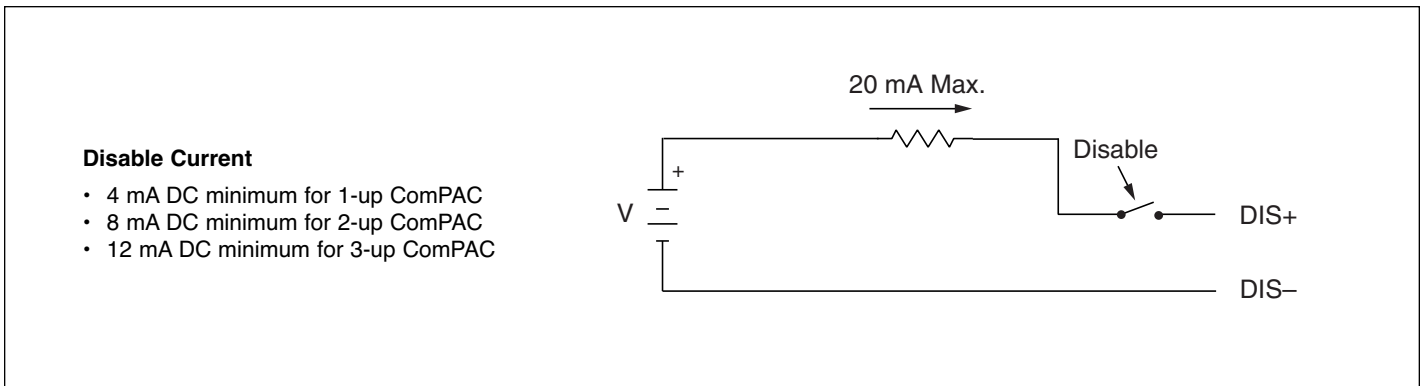 Disable Current
• 4 mA DC minimum for 1-up ComPAC
• 8 mA DC minimum for 2-up ComPAC
• 12 mA DC minimum for 3-up ComPAC
20 mA Max.
Disable
+
V
–
DIS+
DIS–